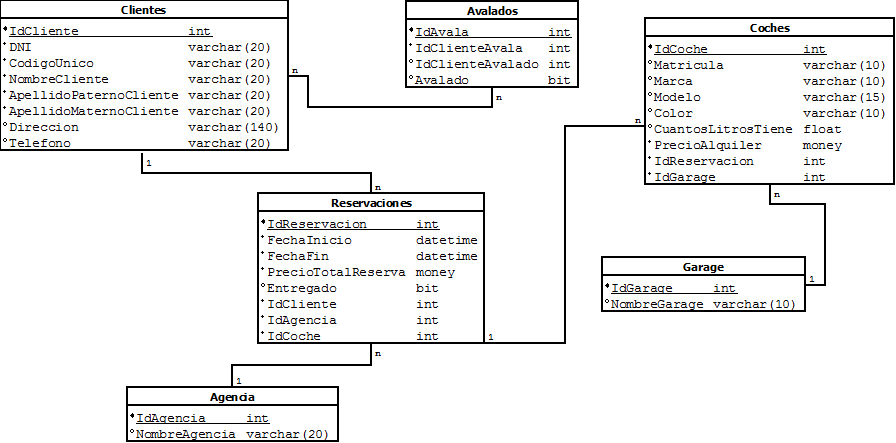 Clientes
IdCliente int
DNI varchar(20)
CodigoUnico varchar(20)
NombreCliente varchar(20)
ApellidoPaternoCliente varchar(20)
ApellidoMaternoCliente varchar(20)
Direccion varchar(140)
Telefono varchar(20)
Avalados
IdAvala int
IdClienteAvala int
IdClienteAvalado int
Avalado bit
Coches
IdCoche int
Matricula varchar(10)
Marca varchar(10)
Modelo varchar(15)
Color varchar(10)
CuantosLitrosTiene float
PrecioAlquiler money
IdReservacion int
IdGarage int
n
n
n
1
n
n
Reservaciones
IdReservacion int
FechaInicio datetime
FechaFin datetime
PrecioTotalReserva money
Entregado bit
IdCliente int
IdAgencia int
IdCoche int
Garage
IdGarage int
NombreGarage varchar(10)
1
1
n
1
Agencia
IdAgencia int
NombreAgencia varchar(20)